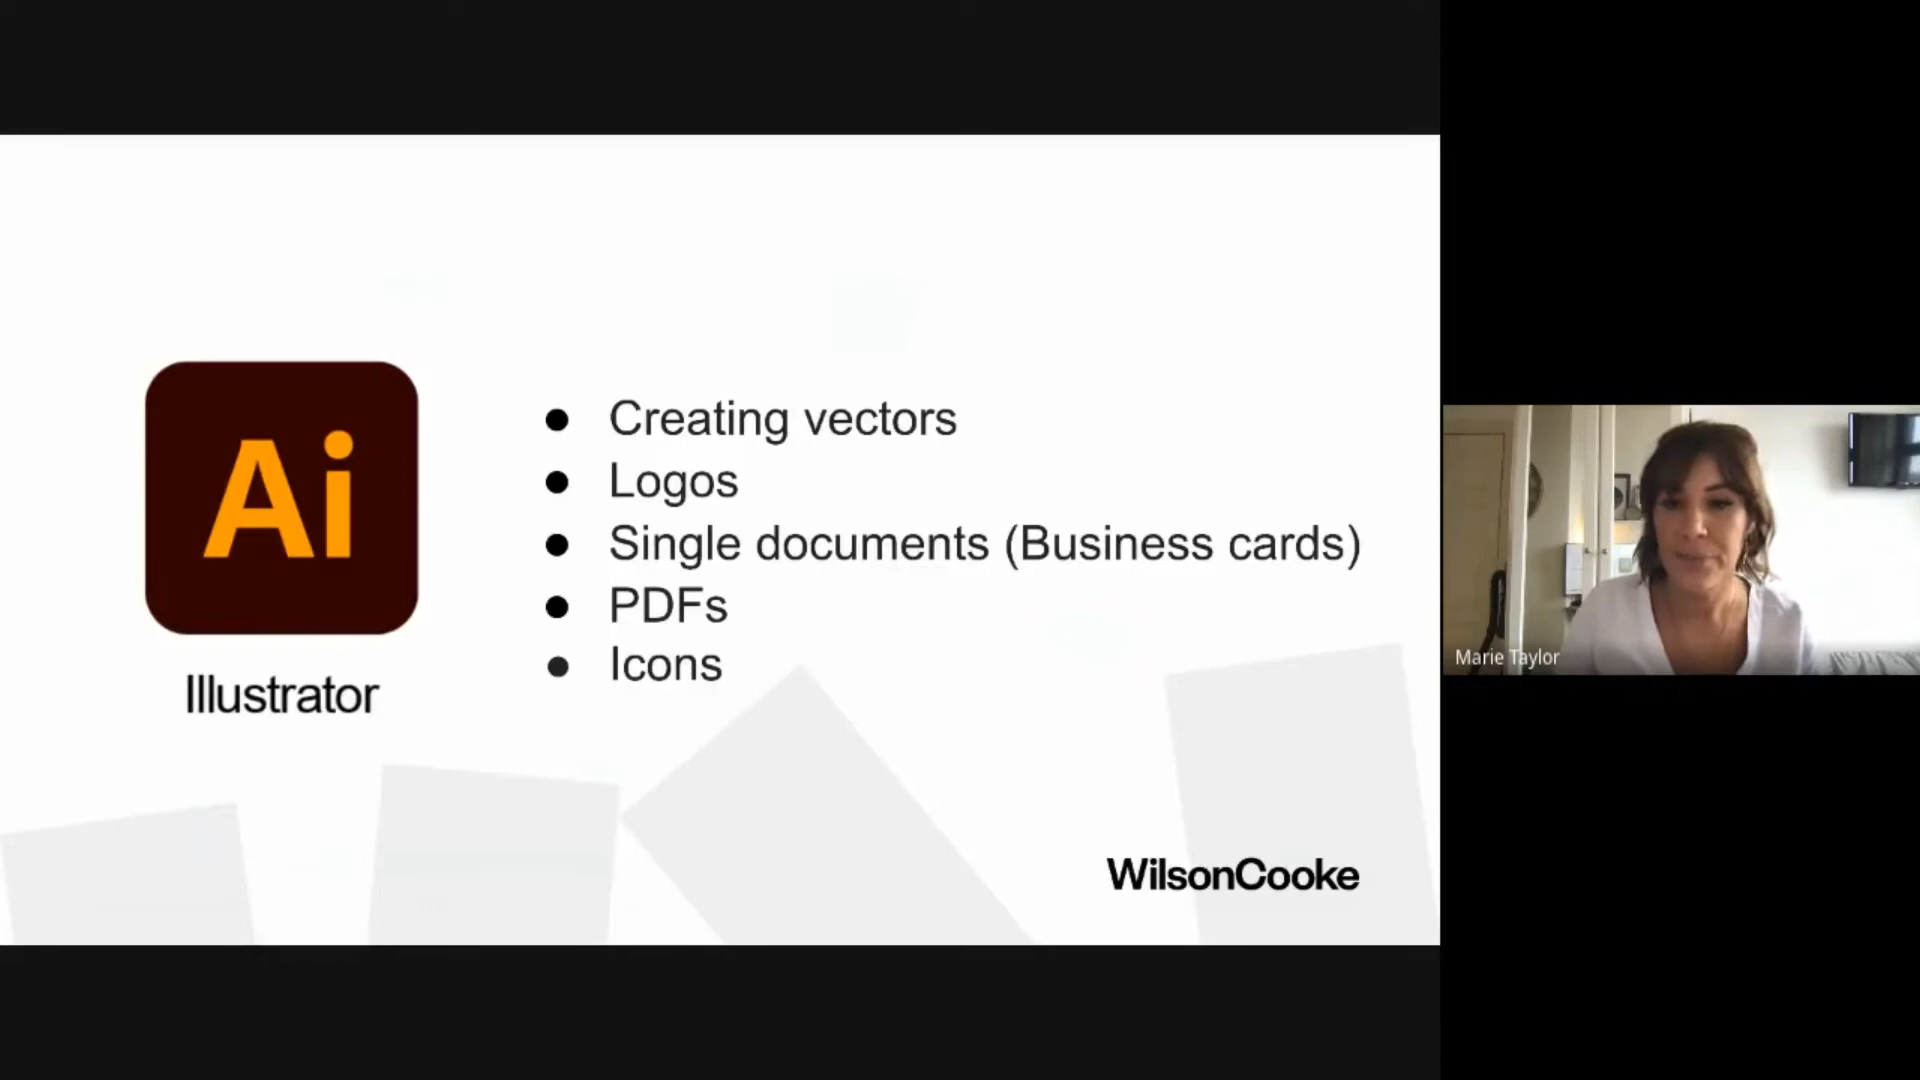 Ai
Illustrator
Creating vectors
Logos
Single documents (Business cards)
PDFs
Icons
WilsonCooke
Marie Taylor